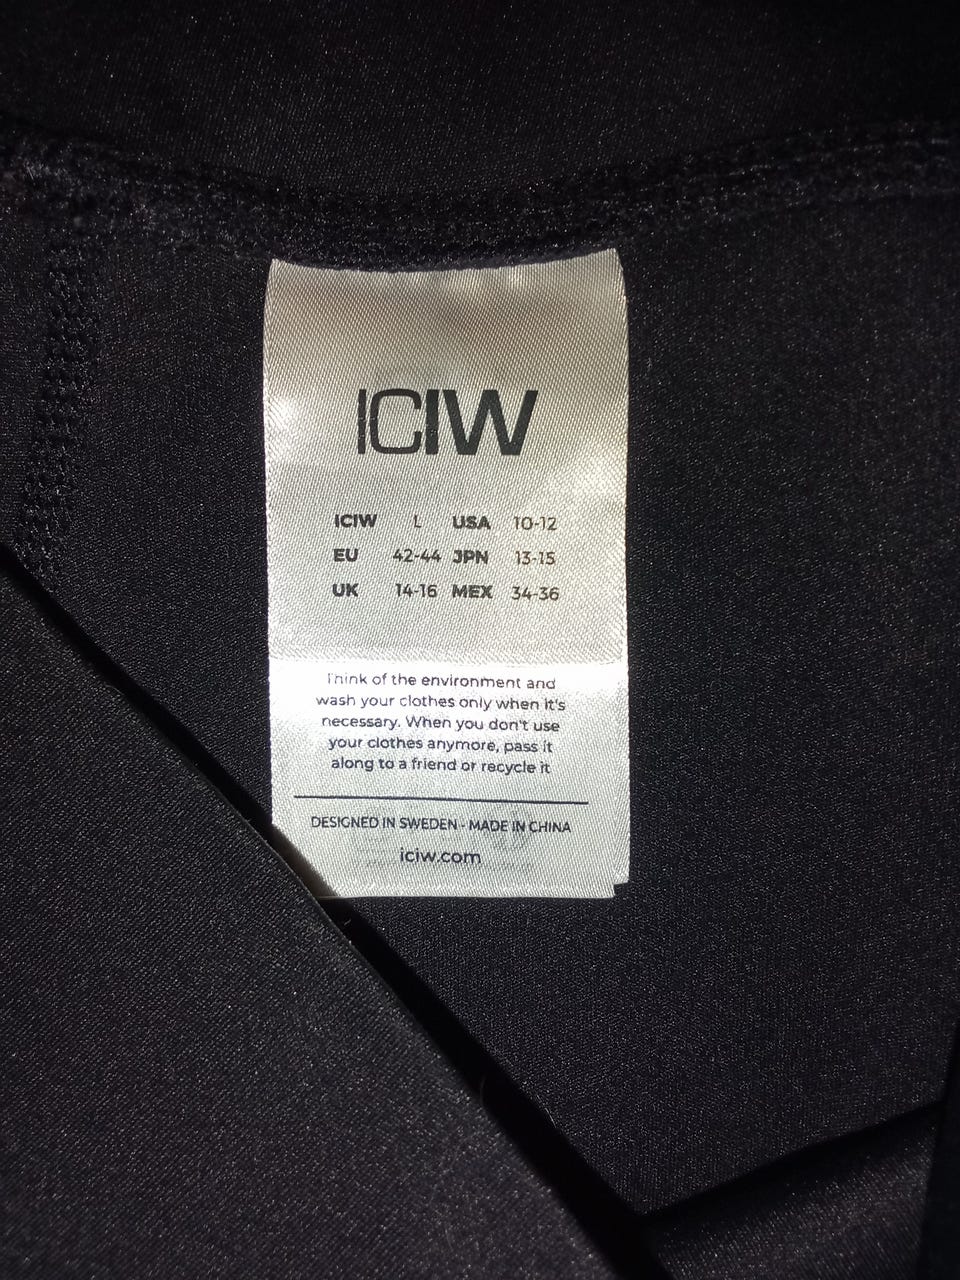 ICIW
ICIW L USA 10-12
EU 42-44 JPN 13-15
UK 14-16 MEX 34-36
Think of the environment and
wash your clothes only when it's
necessary. When you don't use
your clothes anymore, pass it
along to a friend or recycle it
DESIGNED IN SWEDEN - MADE IN CHINA
iciw.com